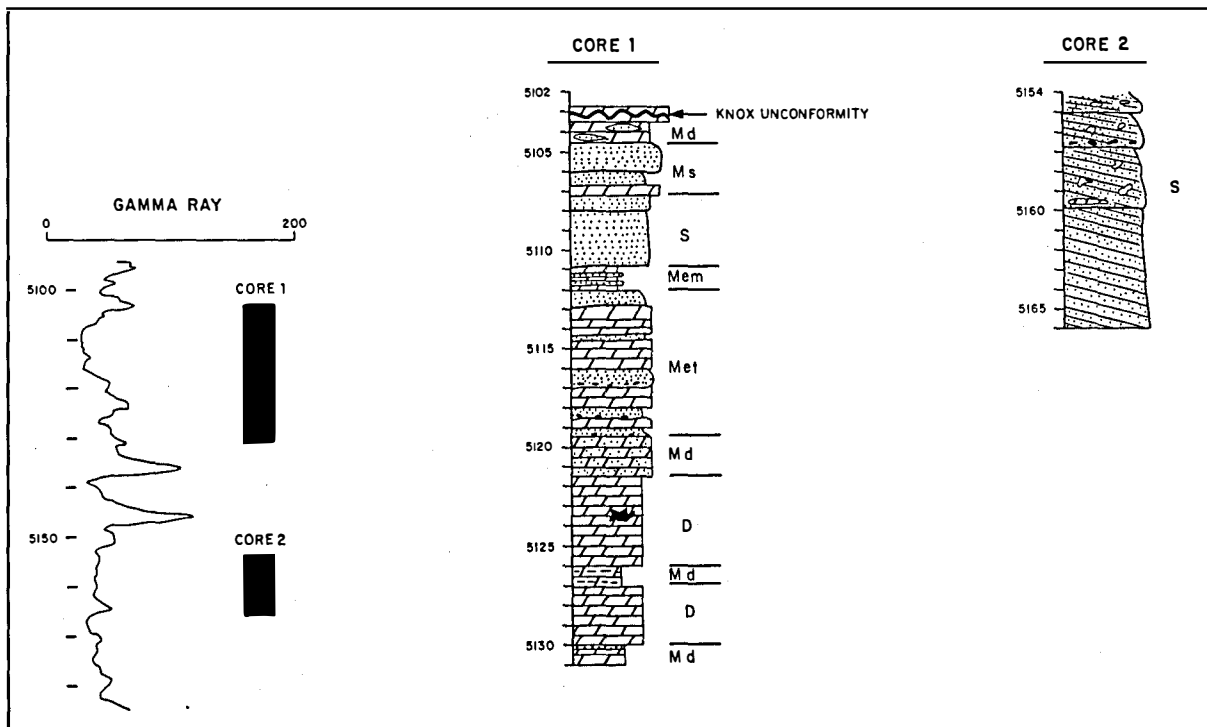 GAMMA RAY
0 200
5100
5150
CORE 1
CORE 2
CORE 1
5102
5105
5110
5115
5120
5125
5130
KNOX UNCONFORMITY
Md
Ms
S
Mem
Met
Md
D
Md
D
Md
CORE 2
5154
5160
5165
S